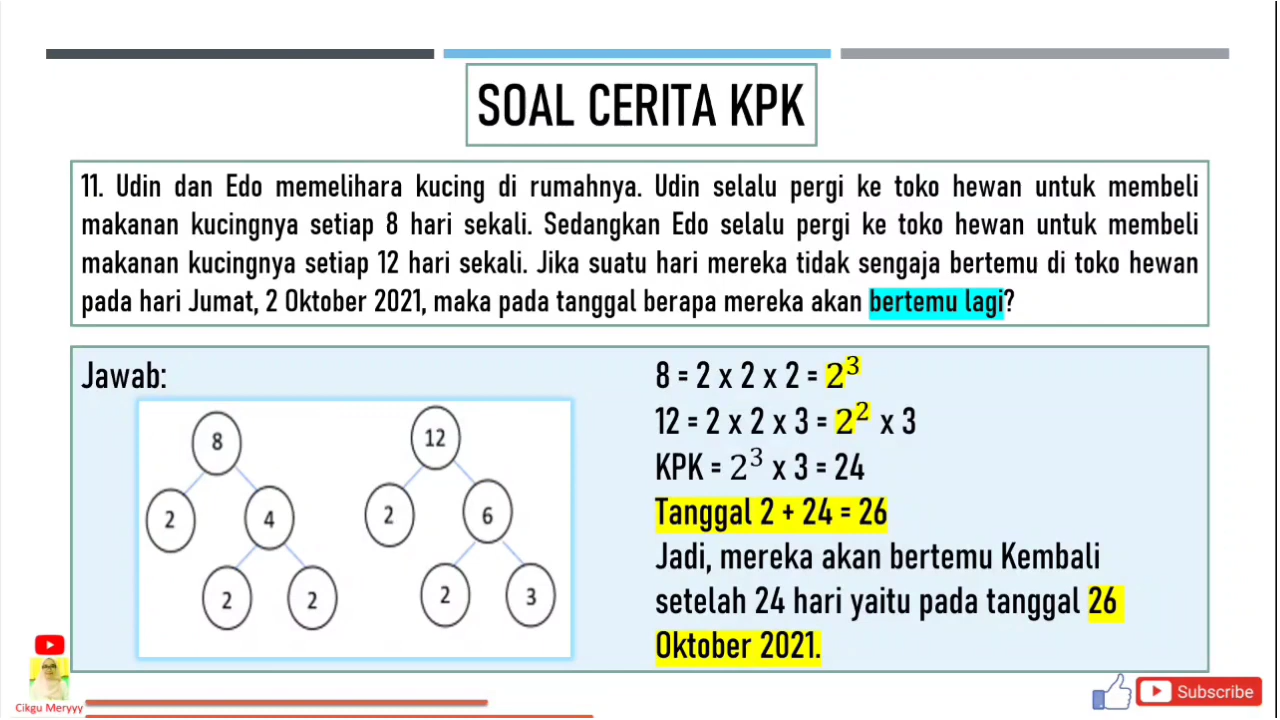 SOAL CERITA KPK
11. Udin dan Edo memelihara kucing di rumahnya. Udin selalu pergi ke toko hewan untuk membeli
makanan kucingnya setiap 8 hari sekali. Sedangkan Edo selalu pergi ke toko hewan untuk membeli
makanan kucingnya setiap 12 hari sekali. Jika suatu hari mereka tidak sengaja bertemu di toko hewan
pada hari Jumat, 2 Oktober 2021, maka pada tanggal berapa mereka akan bertemu lagi?
Jawab:
8
12
2
4
2
6
2
2
2
3
8 = 2 x 2 x 2 = 2³
12 = 2 x 2 x 3 = 2² x 3
KPK = 2³ x 3 = 24
Tanggal 2 + 24 = 26
Jadi, mereka akan bertemu Kembali
setelah 24 hari yaitu pada tanggal 26
Oktober 2021.
Cikgu Meryyy
Subscribe